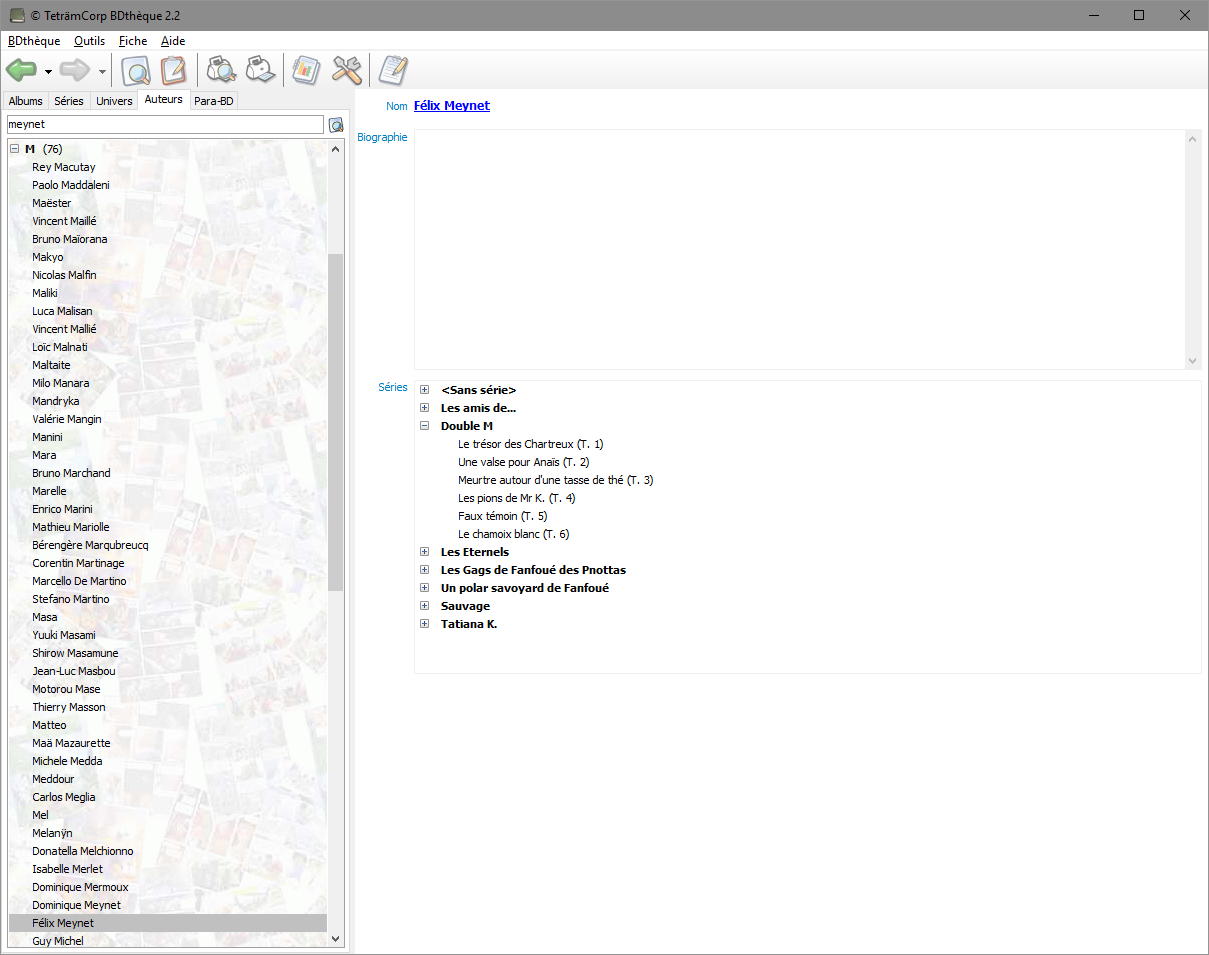 © TeträmCorp BDthèque 2.2
BDthèque Outils Fiche Aide
Albums Séries Univers Auteurs Para-BD
meynet
M (76)
Rey Macutay
Paolo Maddaleni
Maëster
Vincent Maillé
Bruno Maïorana
Makyo
Nicolas Malfin
Maliki
Luca Malisan
Vincent Mallié
Loïc Malnati
Maltaite
Milo Manara
Mandryka
Valérie Mangin
Manini
Mara
Bruno Marchand
Marelle
Enrico Marini
Mathieu Mariolle
Bérengère Marqubreucq
Corentin Martinage
Marcello De Martino
Stefano Martino
Masa
Yuuki Masami
Shirow Masamune
Jean-Luc Masbou
Motorou Mase
Thierry Masson
Matteo
Maä Mazaurette
Michele Medda
Meddour
Carlos Meglia
Mel
Melanÿn
Donatella Melchionno
Isabelle Merlet
Dominique Mermoux
Dominique Meynet
Félix Meynet
Guy Michel
Nom Félix Meynet
Biographie
Séries
<Sans série>
Les amis de...
Double M
Le trésor des Chartreux (T. 1)
Une valse pour Anaïs (T. 2)
Meurtre autour d'une tasse de thé (T. 3)
Les pions de Mr K. (T. 4)
Faux témoin (T. 5)
Le chamoix blanc (T. 6)
Les Eternels
Les Gags de Fanfoué des Pnottas
Un polar savoyard de Fanfoué
Sauvage
Tatiana K.